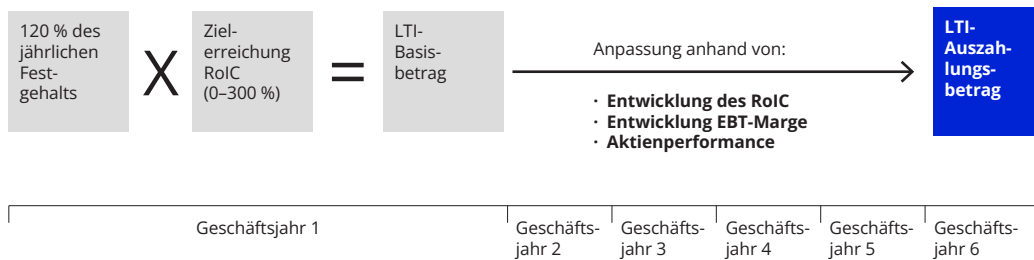 120 % des
jährlichen
Fest-
gehalts
X
Ziel-
erreichung
RoIC
(0–300 %)
=
LTI-
Basis-
betrag
Anpassung anhand von:
· Entwicklung des RoIC
· Entwicklung EBT-Marge
· Aktienperformance
LTI-
Auszah-
lungs-
betrag
Geschäftsjahr 1
Geschäfts-
jahr 2
Geschäfts-
jahr 3
Geschäfts-
jahr 4
Geschäfts-
jahr 5
Geschäfts-
jahr 6